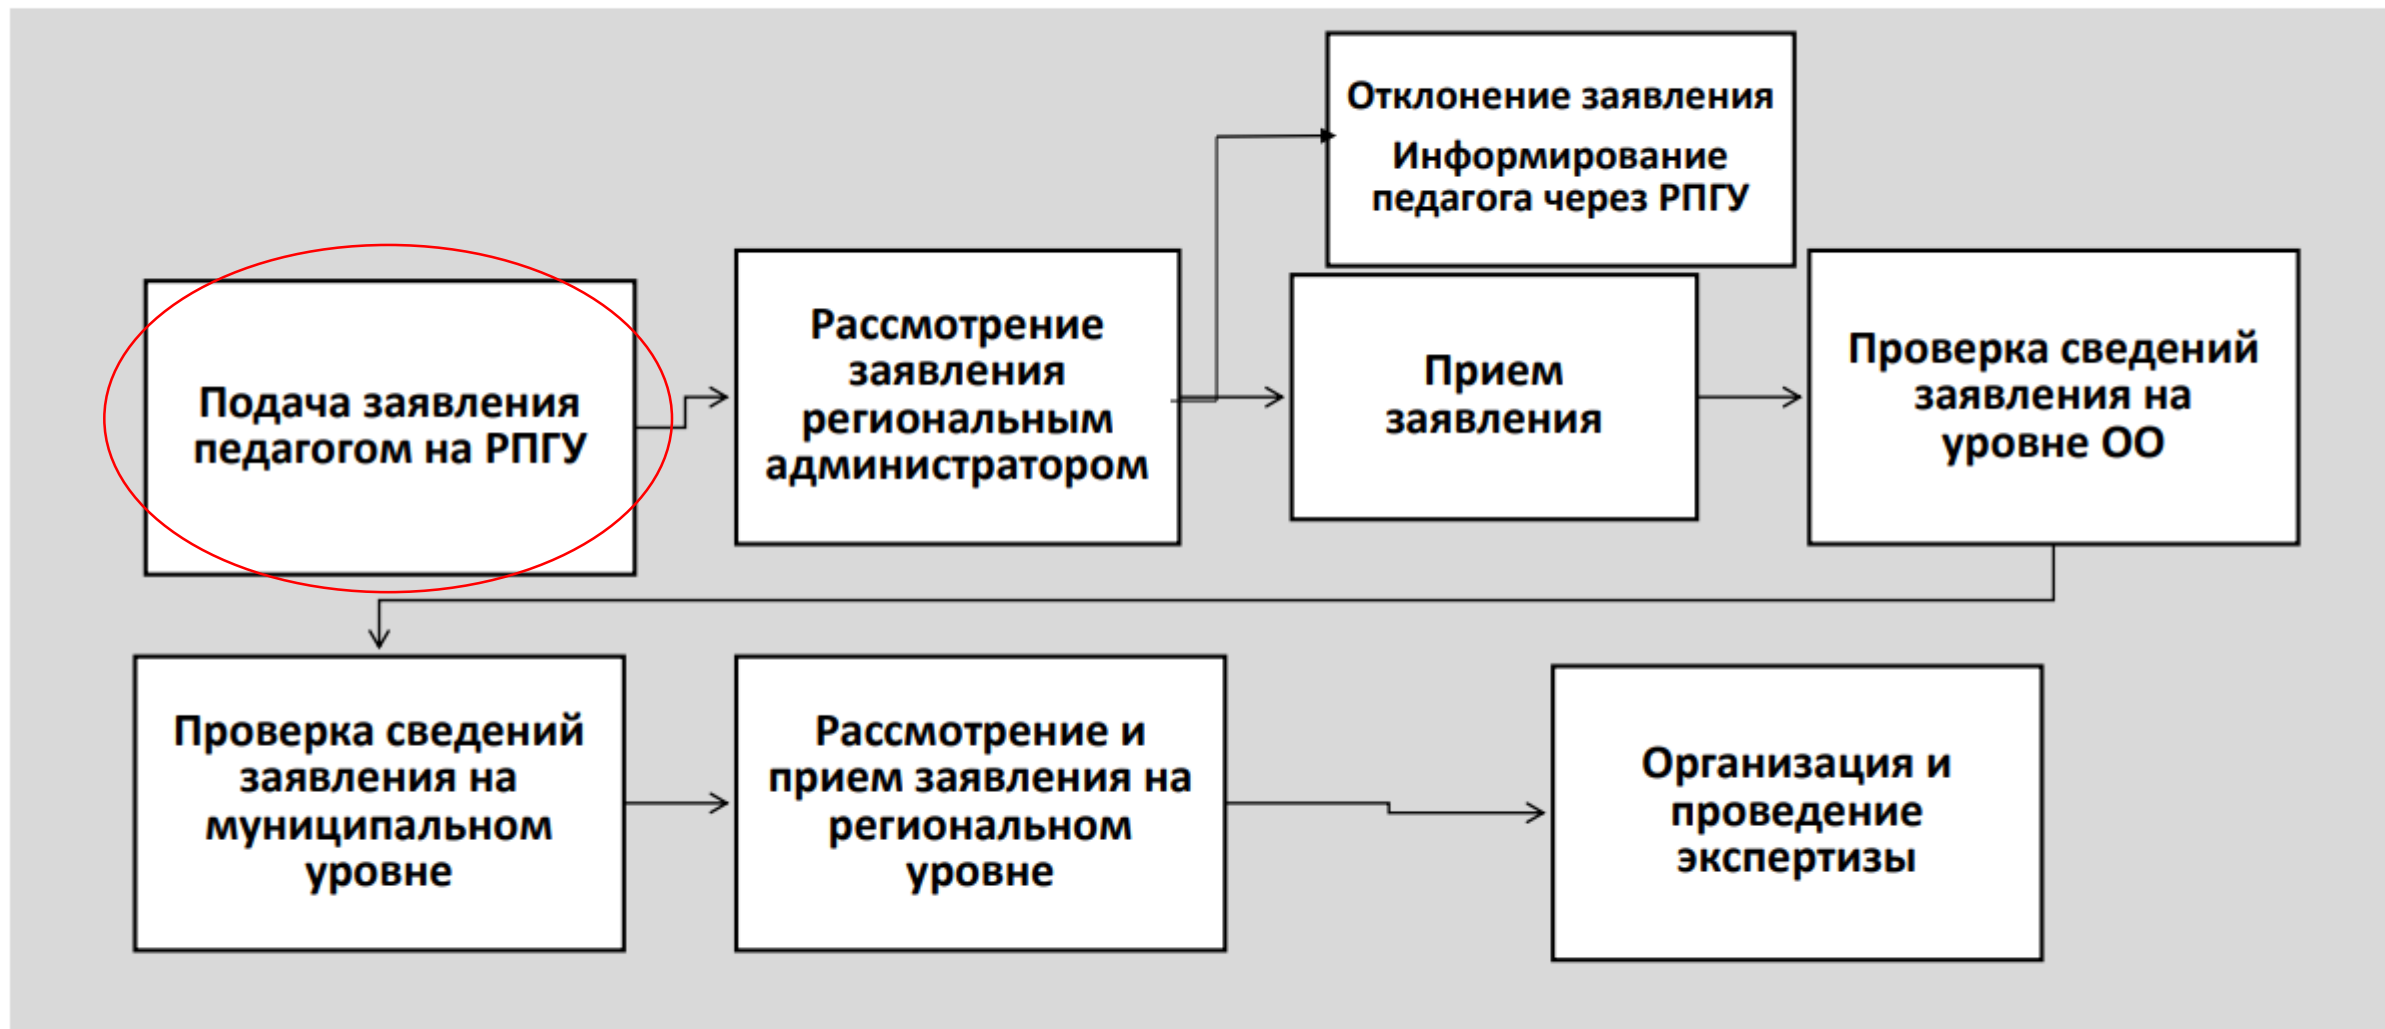 Отклонение заявления
Информирование
педагога через РПГУ
Подача заявления
педагогом на РПГУ
Рассмотрение
заявления
региональным
администратором
Прием
заявления
Проверка сведений
заявления на
уровне ОО
Проверка сведений
заявления на
муниципальном
уровне
Рассмотрение и
прием заявления на
региональном
уровне
Организация и
проведение
экспертизы